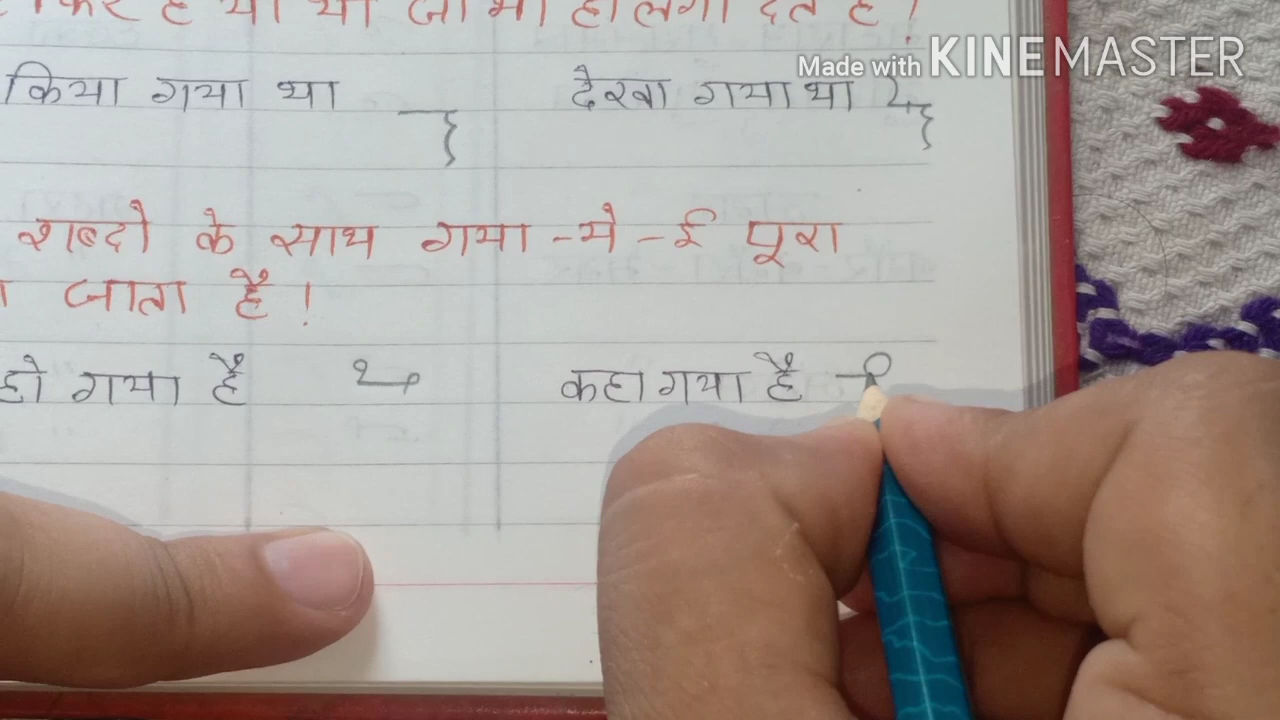 Made with KINEMASTER
किया गया था देखा गया था
शब्दो के साथ गया -ये - ई पूरा
जाता है !
हो गया है कहा गया है